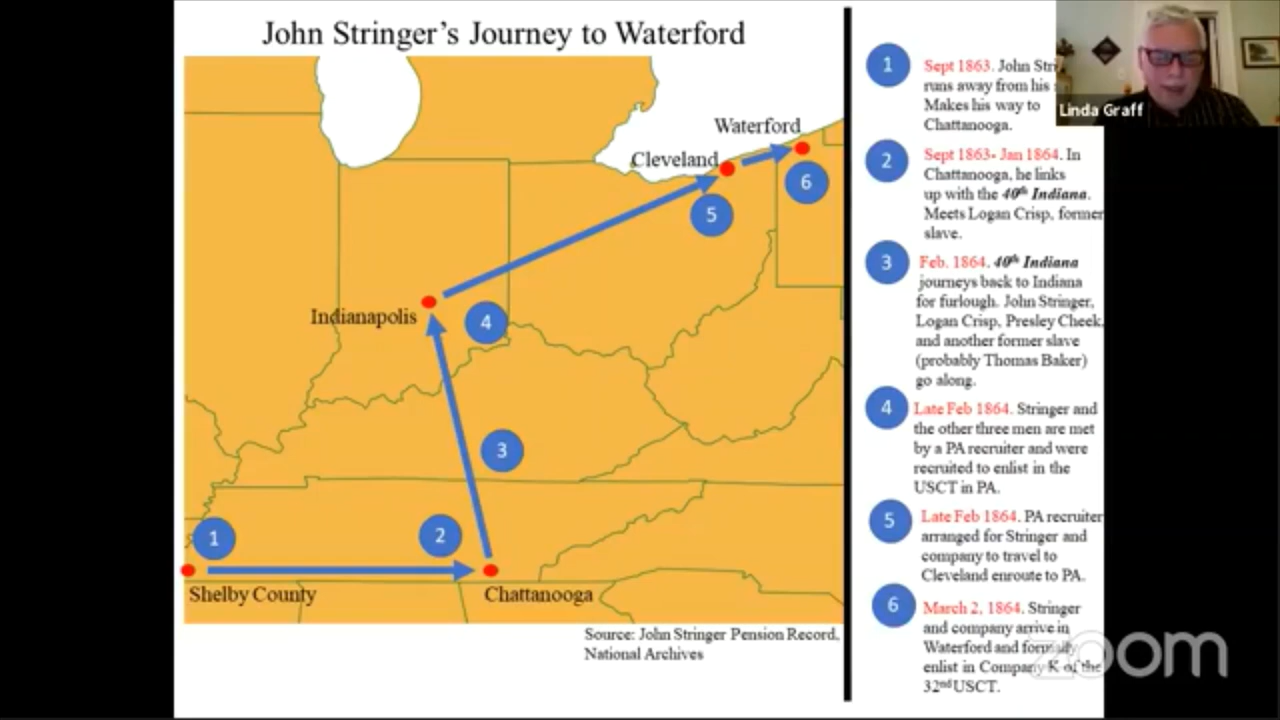 John Stringer's Journey to Waterford
Waterford
Cleveland
6
5
Indianapolis
4
3
1
2
Shelby County
Chattanooga
Source: John Stringer Pension Record,
National Archives
1
Sept 1863. John Stri
runs away from his
Makes his way to
Chattanooga.
2
Sept 1863- Jan 1864. In
Chattanooga, he links
up with the 40th Indiana.
Meets Logan Crisp, former
slave.
3
Feb. 1864. 40th Indiana
journeys back to Indiana
for furlough. John Stringer,
Logan Crisp, Presley Cheek,
and another former slave
(probably Thomas Baker)
go along.
4
Late Feb 1864. Stringer and
the other three men are met
by a PA recruiter and were
recruited to enlist in the
USCT in PA.
5
Late Feb 1864. PA recruiter
arranged for Stringer and
company to travel to
Cleveland enroute to PA.
6
March 2, 1864. Stringer
and company arrive in
Waterford and formally
enlist in Company K of the
32nd USCT.
Linda Graff
zoom